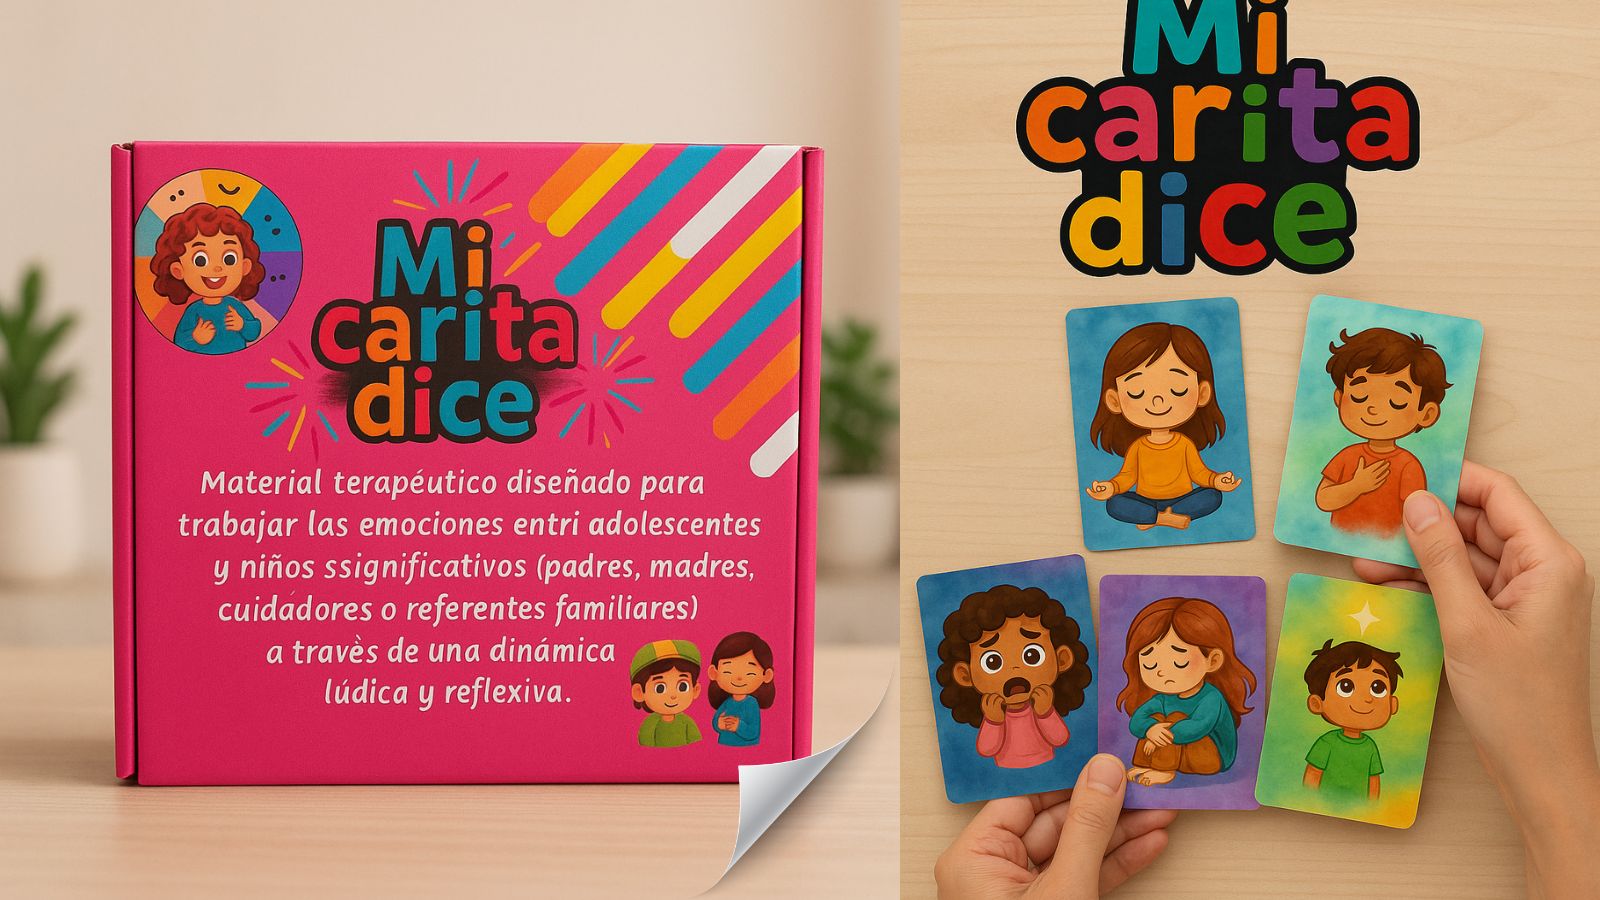 Mi
carita
dice
Material terapéutico diseñado para
trabajar las emociones entri adolescentes
y niños ssignificativos (padres, madres,
cuidadores o referentes familiares)
a travès de una dinámica
lúdica y reflexiva.
Mi
carita
dice